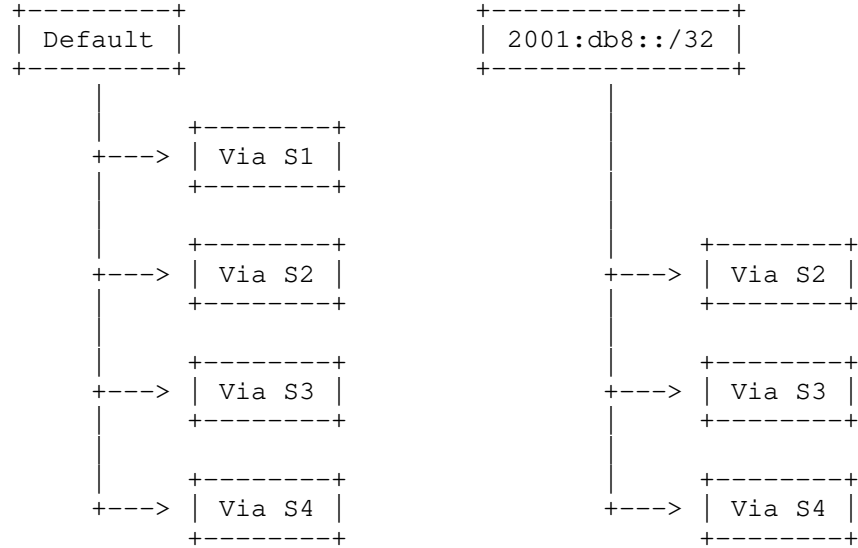 +---------+                    +---------------+
| Default |                    | 2001:db8::/32 |
+---------+                    +---------------+
     |                                 |
     |     +--------+                  |
     +---> | Via S1 |                  |
     |     +--------+                  |
     |                                 |
     |     +--------+                  |     +--------+
     +---> | Via S2 |                  +---> | Via S2 |
     |     +--------+                  |     +--------+
     |                                 |
     |     +--------+                  |     +--------+
     +---> | Via S3 |                  +---> | Via S3 |
     |     +--------+                  |     +--------+
     |                                 |
     |     +--------+                  |     +--------+
     +---> | Via S4 |                  +---> | Via S4 |
           +--------+                        +--------+